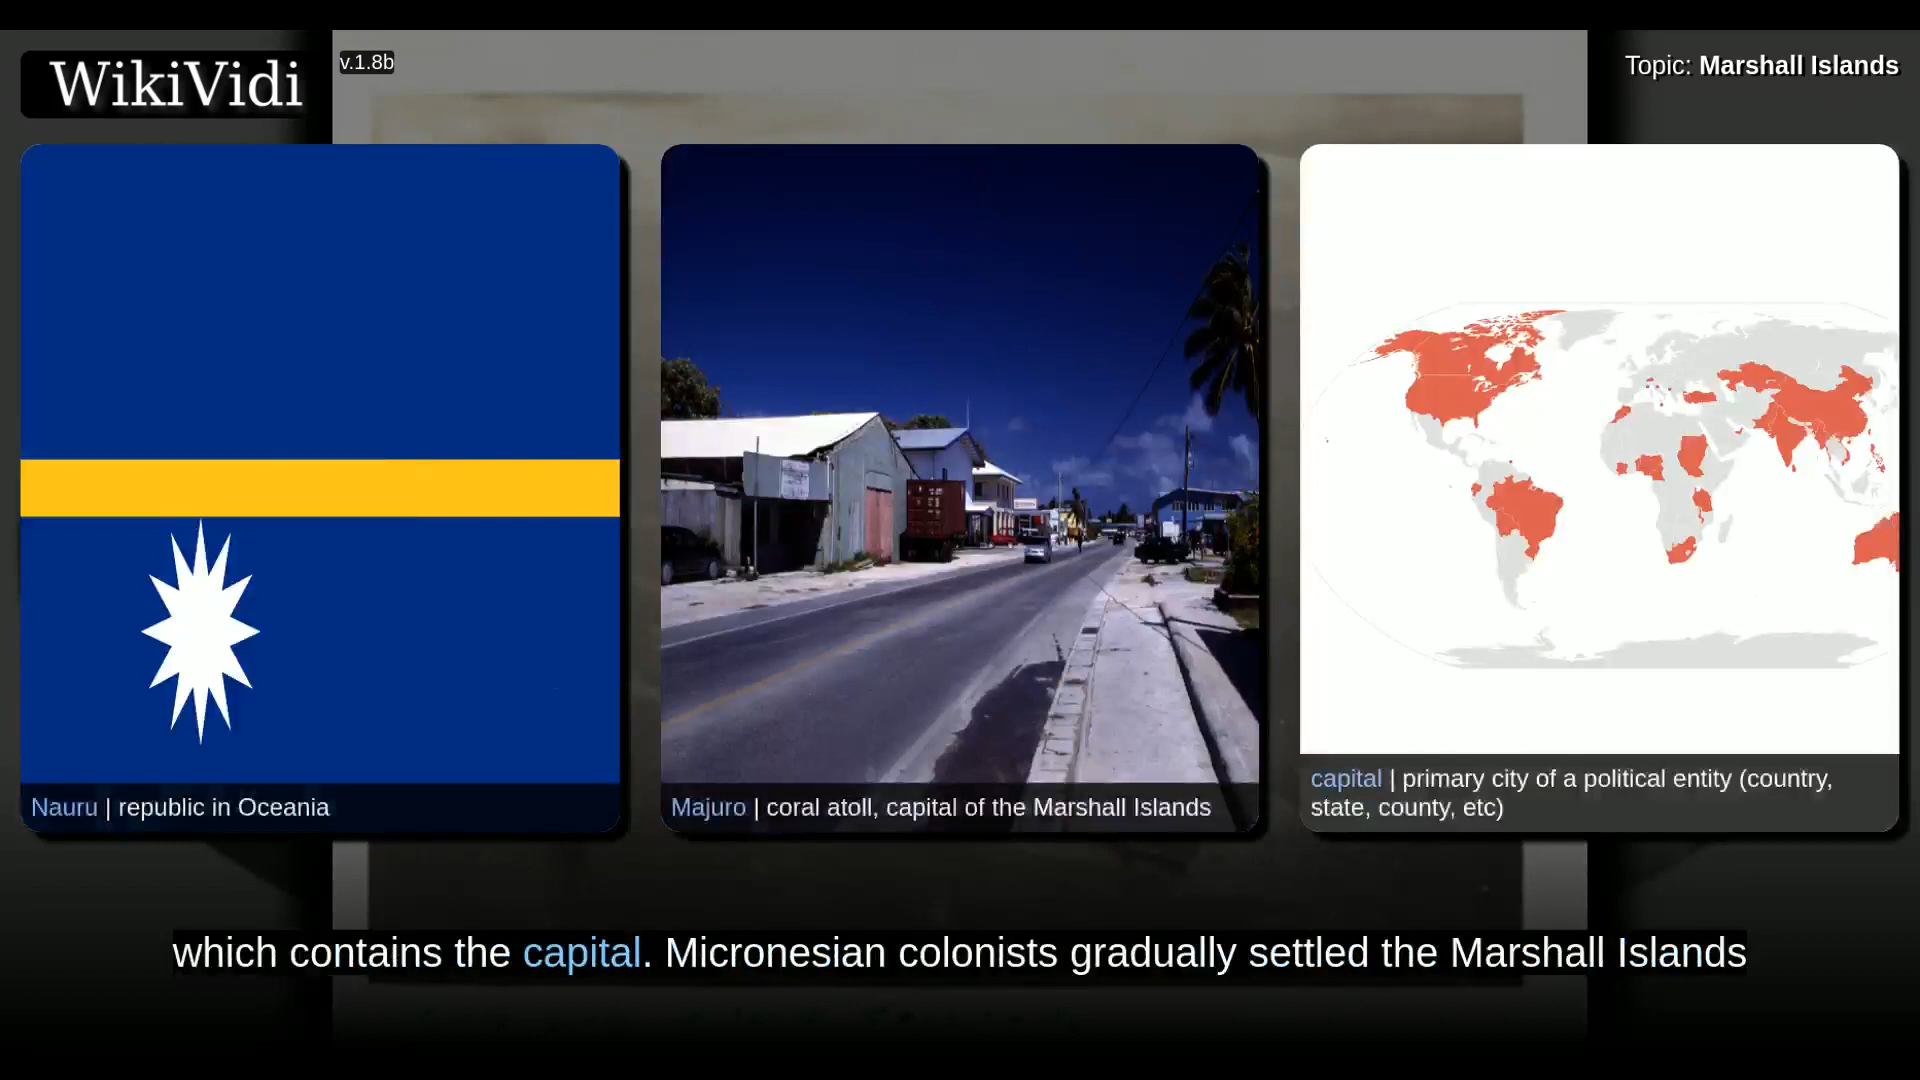 WikiVidi
v.1.8b
Topic: Marshall Islands
Nauru | republic in Oceania
Majuro | coral atoll, capital of the Marshall Islands
capital | primary city of a political entity (country,
state, county, etc)
which contains the capital. Micronesian colonists gradually settled the Marshall Islands